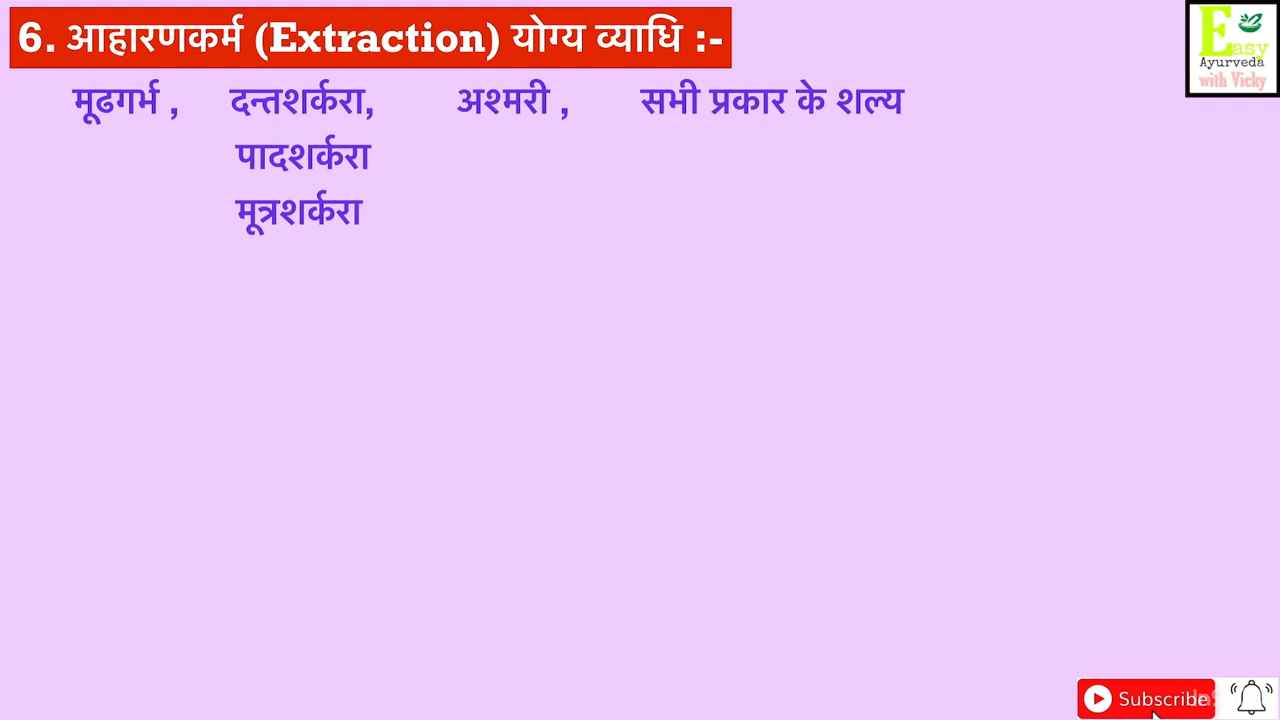 6. आहारणकर्म (Extraction) योग्य व्याधि :-
Easy
Ayurveda
with Vicky
मूढगर्भ , दन्तशर्करा, अश्मरी , सभी प्रकार के शल्य
पादशर्करा
मूत्रशर्करा
Subscribe